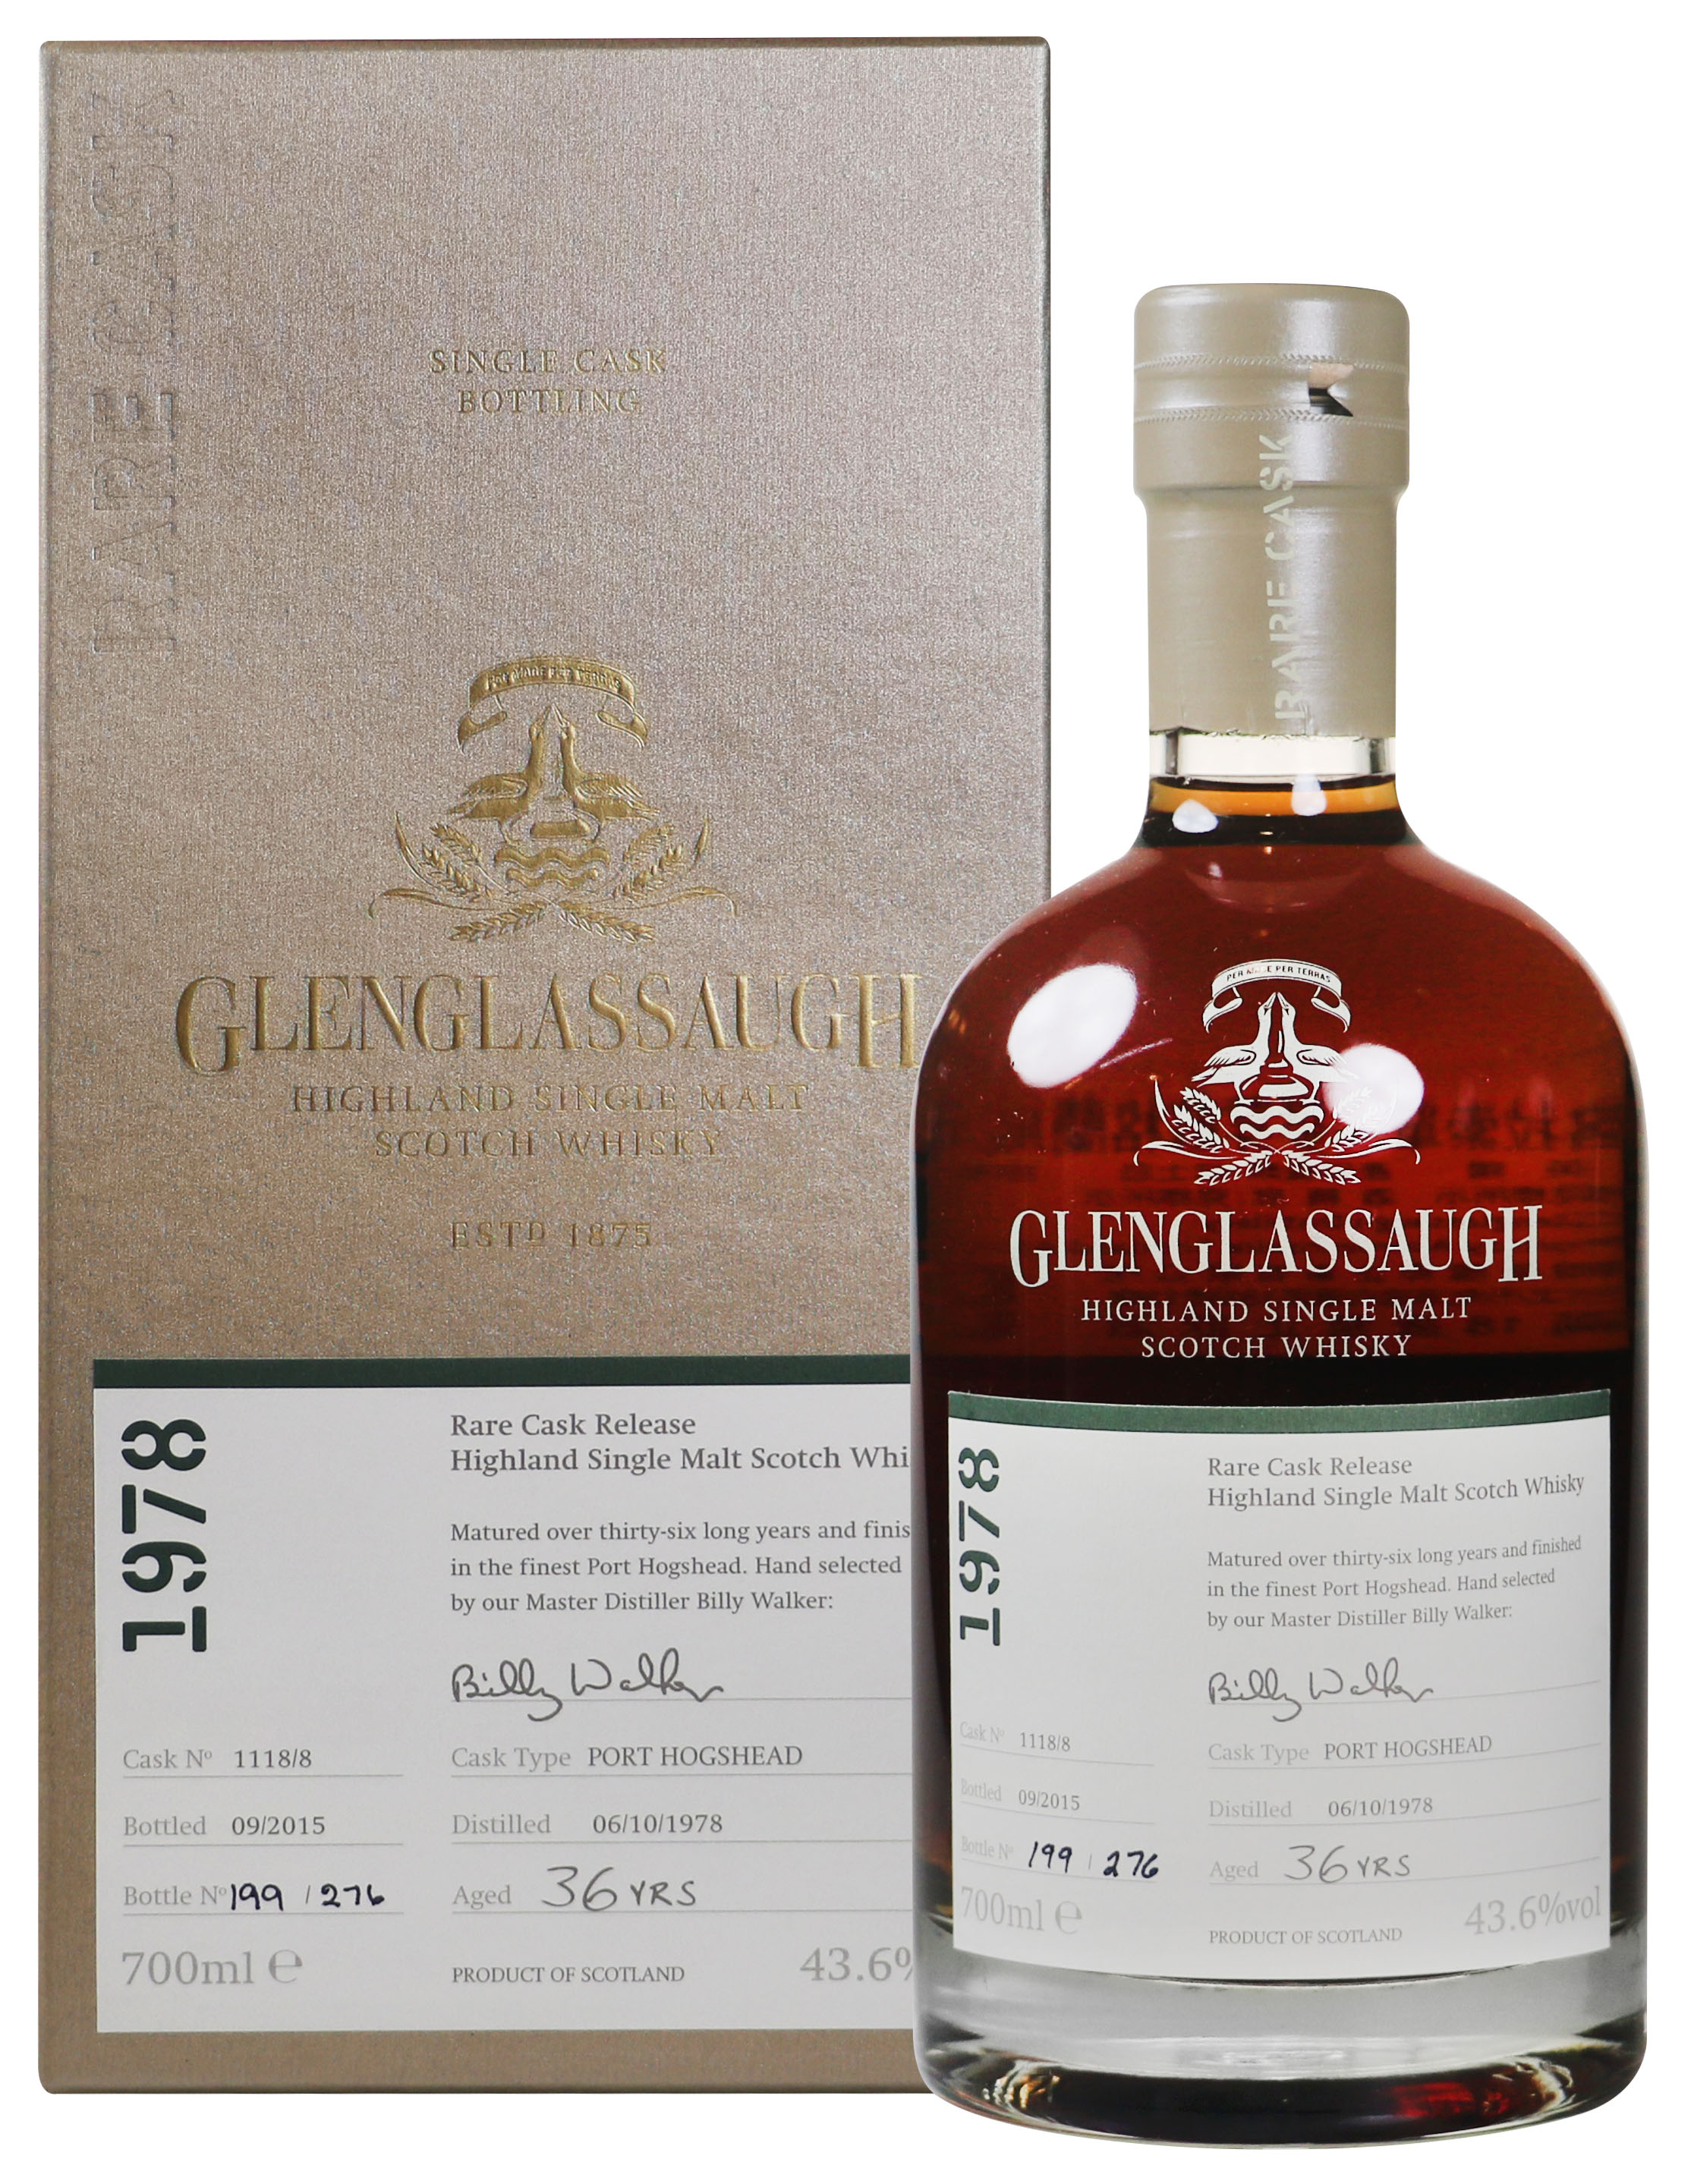 RARE CASK
SINGLE CASK
BOTTLING
PER MARE PER TERRAS
GLENGLASSAUGH
HIGHLAND SINGLE MALT
SCOTCH WHISKY
ESTD 1875
1978
Rare Cask Release
Highland Single Malt Scotch Whi
Matured over thirty-six long years and finis
in the finest Port Hogshead. Hand selected
by our Master Distiller Billy Walker:
Billy Walker
Cask Nº 1118/8
Cask Type PORT HOGSHEAD
Bottled 09/2015
Distilled 06/10/1978
Bottle Nº 199 / 276
Aged 36 YRS
700ml e
PRODUCT OF SCOTLAND
43.6%
RARE CASK
PER MARE PER TERRAS
GLENGLASSAUGH
HIGHLAND SINGLE MALT
SCOTCH WHISKY
1978
Rare Cask Release
Highland Single Malt Scotch Whisky
Matured over thirty-six long years and finished
in the finest Port Hogshead. Hand selected
by our Master Distiller Billy Walker:
Billy Walker
Cask Nº 1118/8
Cask Type PORT HOGSHEAD
Bottled 09/2015
Distilled 06/10/1978
Bottle Nº 199 / 276
Aged 36 YRS
700ml e
PRODUCT OF SCOTLAND
43.6%vol